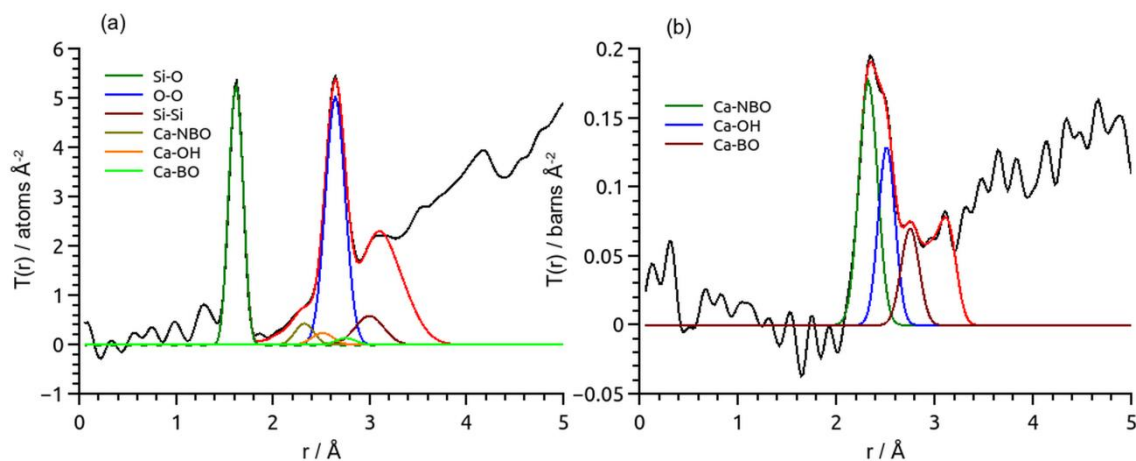 (a)
6
5
4
3
2
1
0
−1
T(r) / atoms Å⁻²
Si-O
O-O
Si-Si
Ca-NBO
Ca-OH
Ca-BO
0 1 2 3 4 5
r / Å
(b)
0.2
0.15
0.1
0.05
0
−0.05
T(r) / barns Å⁻²
Ca-NBO
Ca-OH
Ca-BO
0 1 2 3 4 5
r / Å